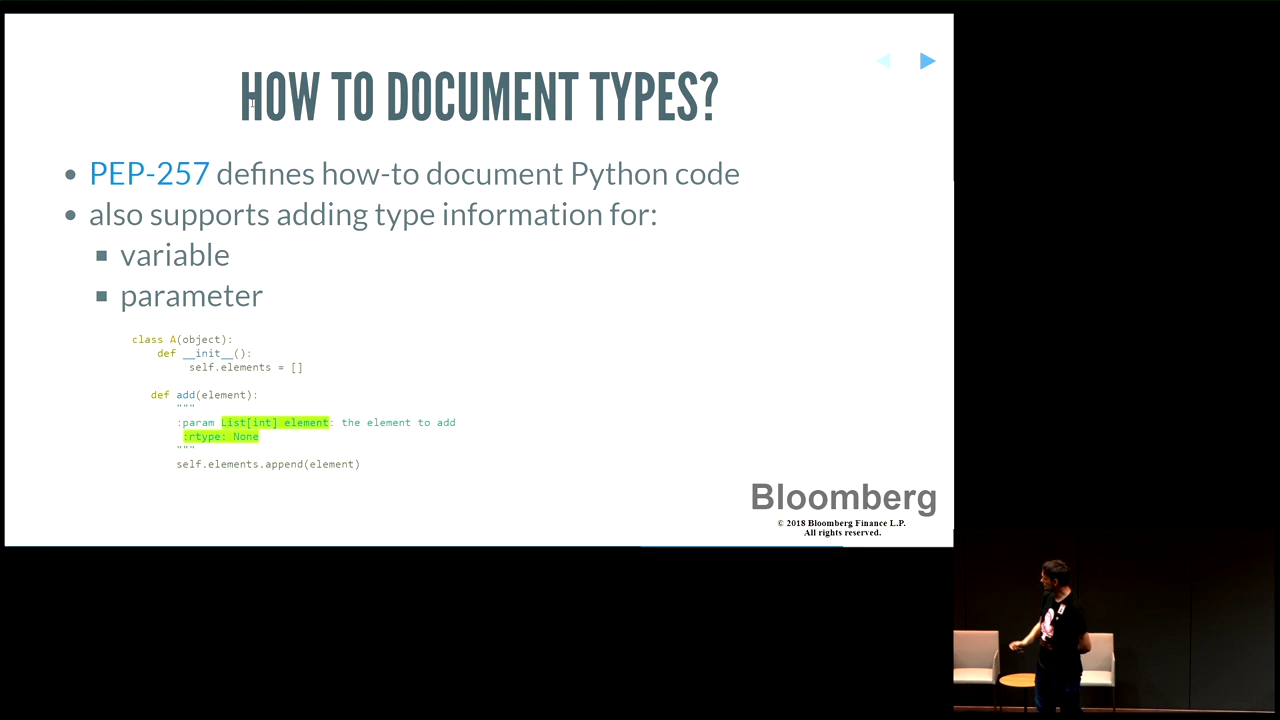 HOW TO DOCUMENT TYPES?
PEP-257 defines how-to document Python code
also supports adding type information for:
variable
parameter
class A(object):
def __init__():
self.elements = []
def add(element):
"""
:param List[int] element: the element to add
:rtype: None
"""
self.elements.append(element)
Bloomberg
© 2018 Bloomberg Finance L.P.
All rights reserved.